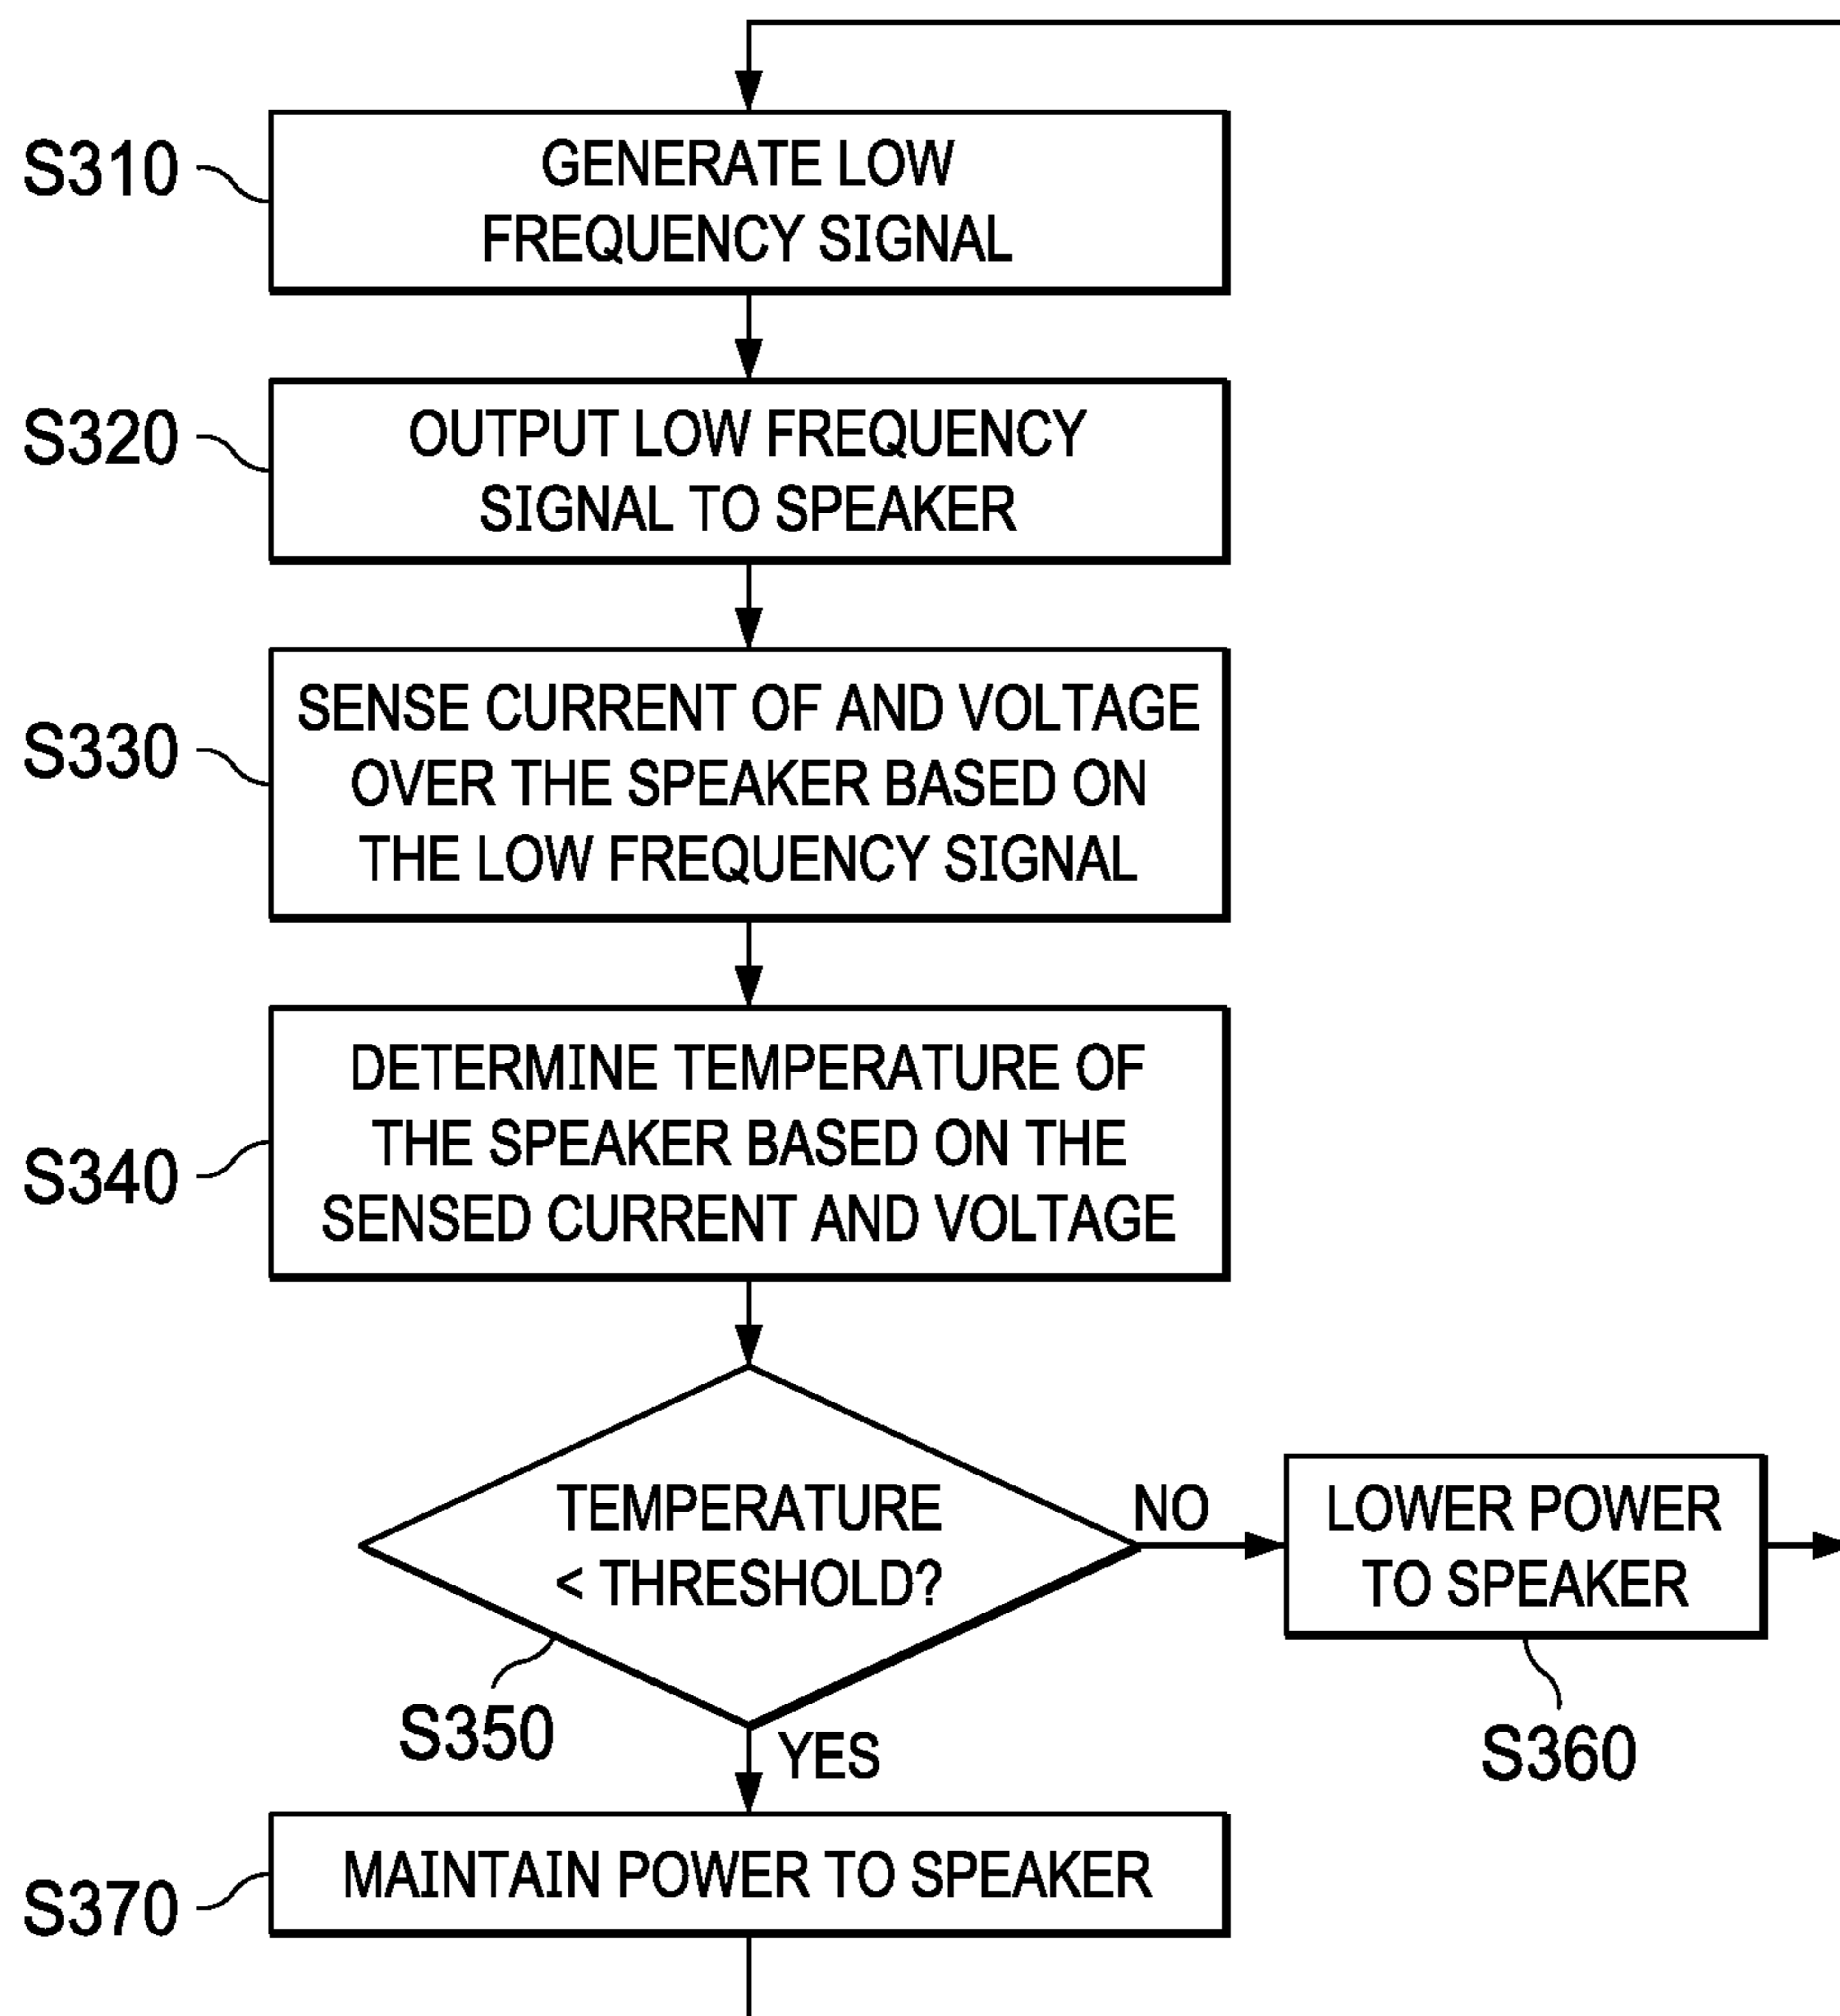 S310
GENERATE LOW
FREQUENCY SIGNAL
S320
OUTPUT LOW FREQUENCY
SIGNAL TO SPEAKER
S330
SENSE CURRENT OF AND VOLTAGE
OVER THE SPEAKER BASED ON
THE LOW FREQUENCY SIGNAL
S340
DETERMINE TEMPERATURE OF
THE SPEAKER BASED ON THE
SENSED CURRENT AND VOLTAGE
TEMPERATURE
< THRESHOLD?
NO
LOWER POWER
TO SPEAKER
S350
YES
S360
S370
MAINTAIN POWER TO SPEAKER